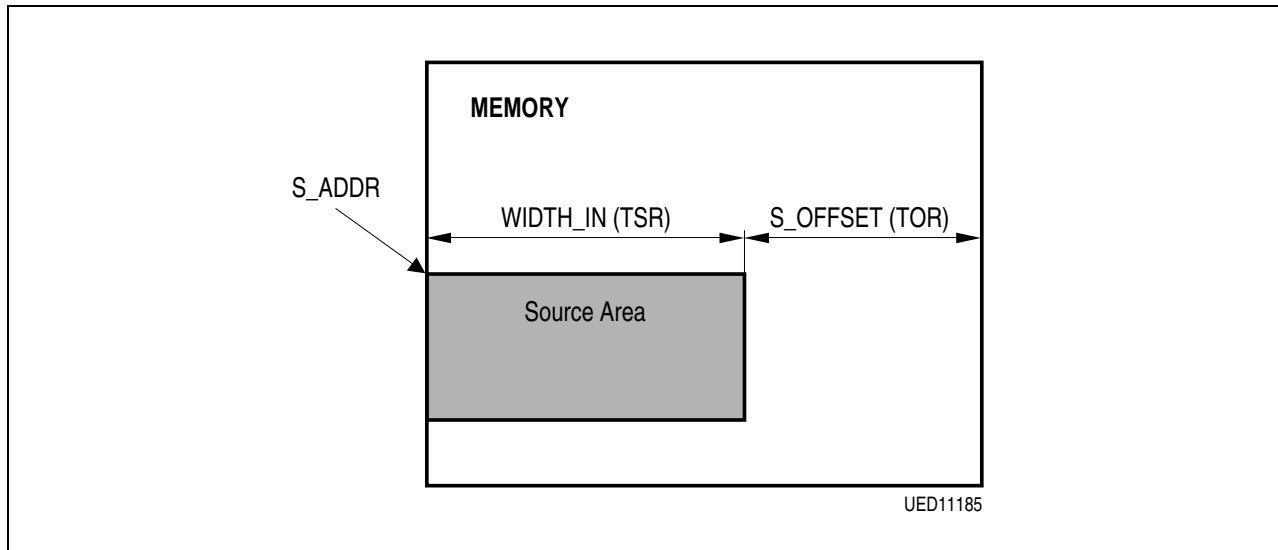 MEMORY
S_ADDR
WIDTH_IN (TSR)
S_OFFSET (TOR)
Source Area
UED11185